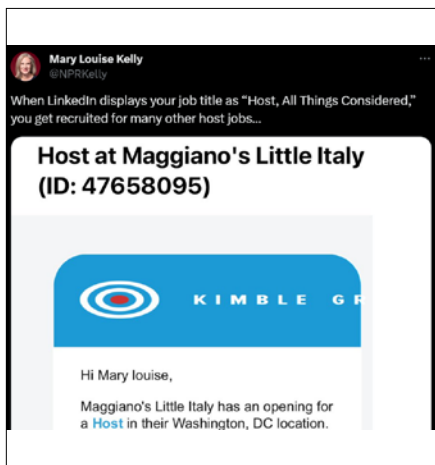 Mary Louise Kelly
@NPRKelly
When LinkedIn displays your job title as “Host, All Things Considered,”
you get recruited for many other host jobs...
Host at Maggiano's Little Italy
(ID: 47658095)
KIMBLE GR
Hi Mary louise,
Maggiano's Little Italy has an opening for
a Host in their Washington, DC location.